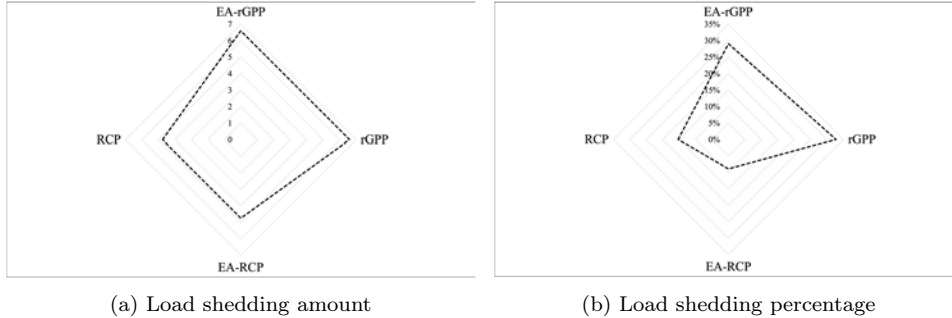 EA-rGPP
7
6
5
4
3
2
1
0
RCP
rGPP
EA-RCP
EA-rGPP
35%
30%
25%
20%
15%
10%
5%
0%
RCP
rGPP
EA-RCP
(a) Load shedding amount
(b) Load shedding percentage